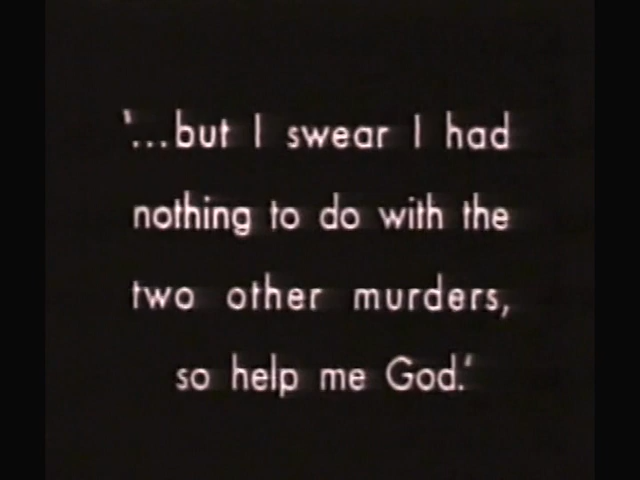 '...but I swear I had
nothing to do with the
two other murders,
so help me God.'